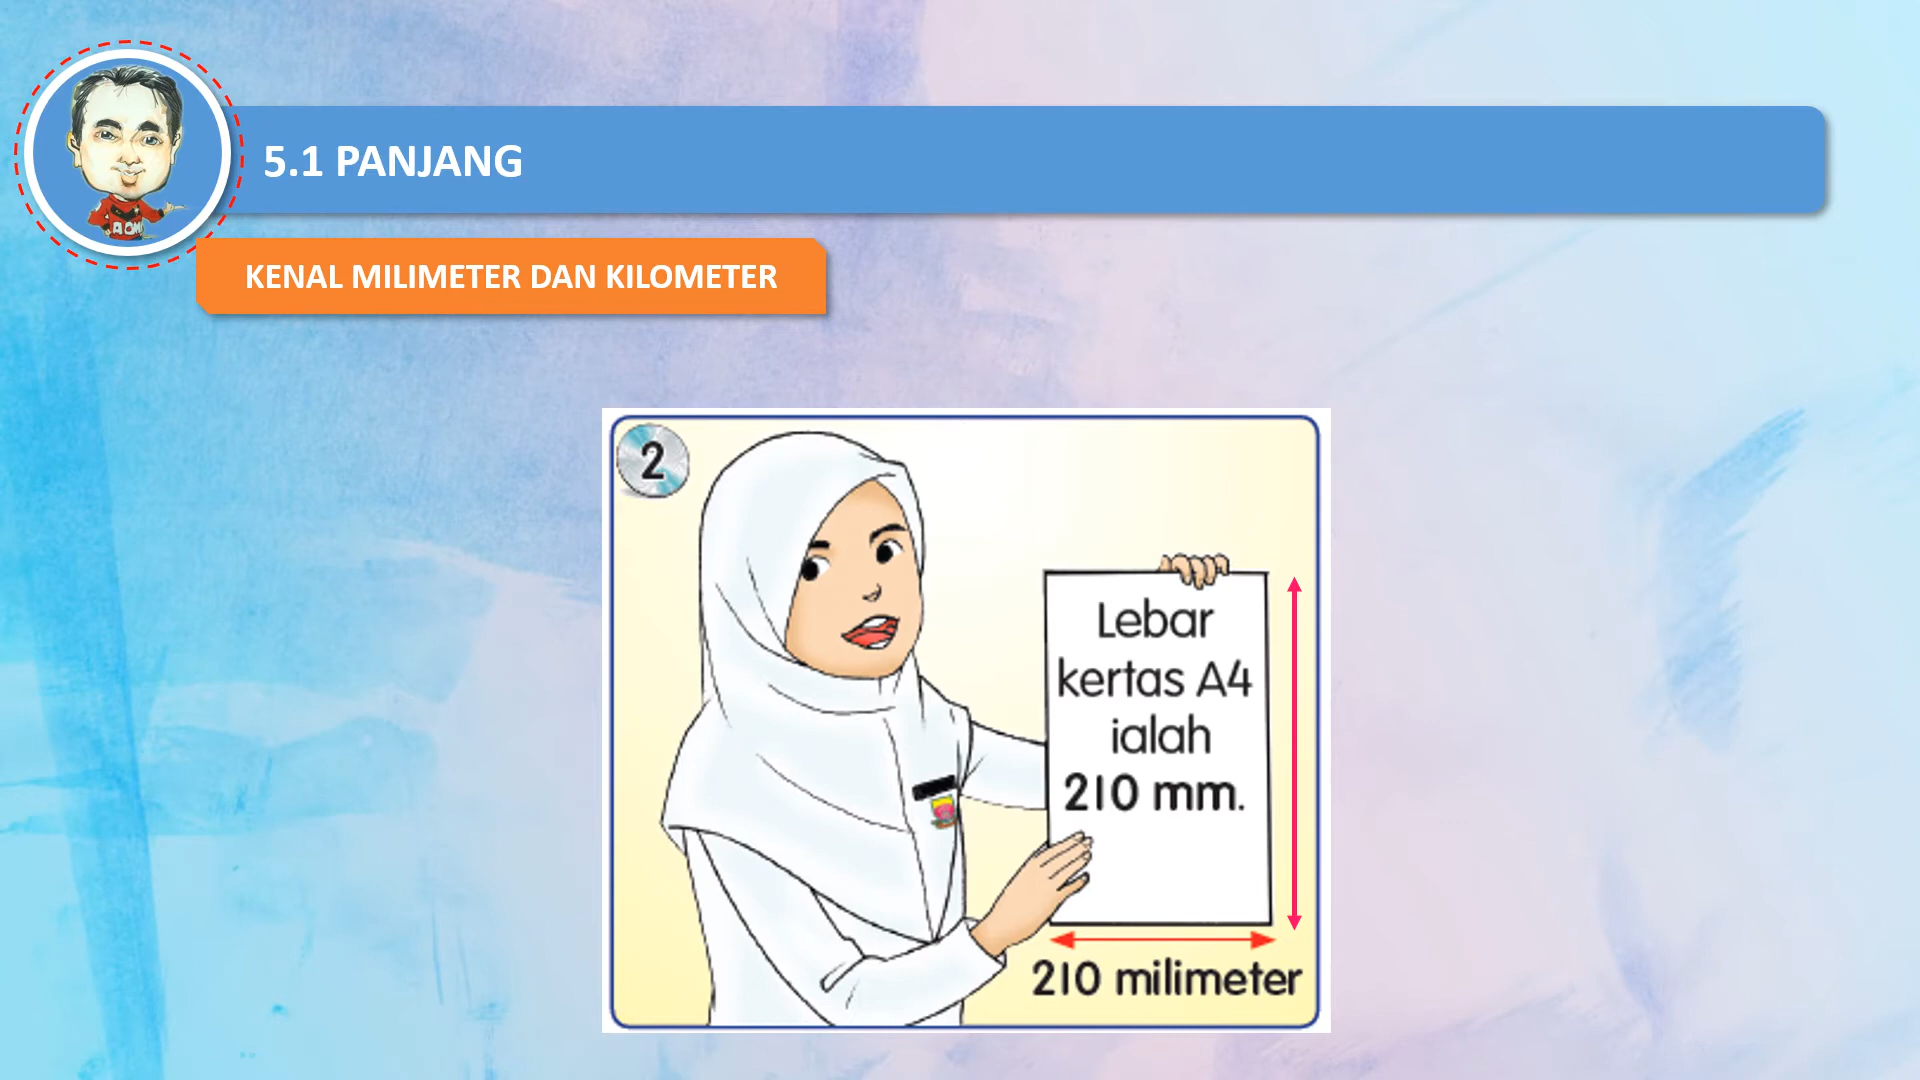 5.1 PANJANG
KENAL MILIMETER DAN KILOMETER
2
Lebar
kertas A4
ialah
210 mm.
210 milimeter